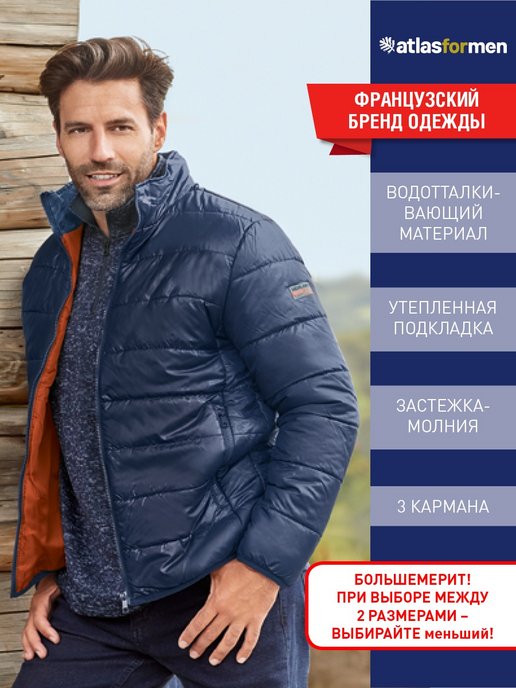 atlasformen
ФРАНЦУЗСКИЙ
БРЕНД ОДЕЖДЫ
ВОДОТТАЛКИ-
ВАЮЩИЙ
МАТЕРИАЛ
УТЕПЛЕННАЯ
ПОДКЛАДКА
ЗАСТЕЖКА-
МОЛНИЯ
3 КАРМАНА
БОЛЬШЕМЕРИТ!
ПРИ ВЫБОРЕ МЕЖДУ
2 РАЗМЕРАМИ –
ВЫБИРАЙТЕ меньший!